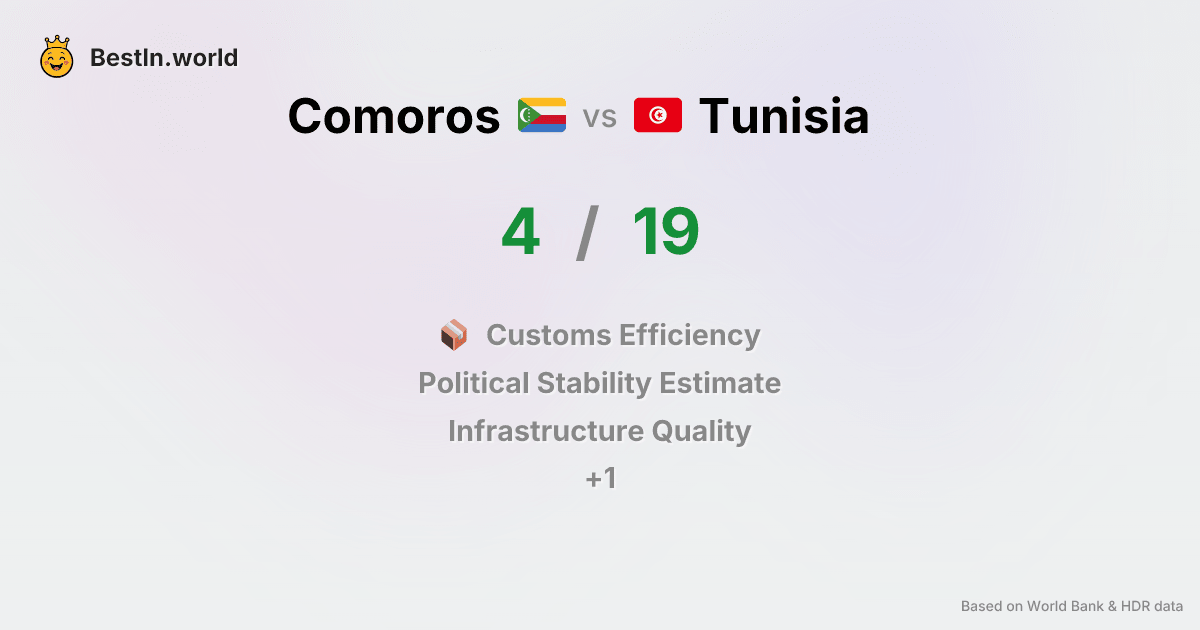 BestIn.world
Comoros vs Tunisia
4 / 19
Customs Efficiency
Political Stability Estimate
Infrastructure Quality
+1
Based on World Bank & HDR data